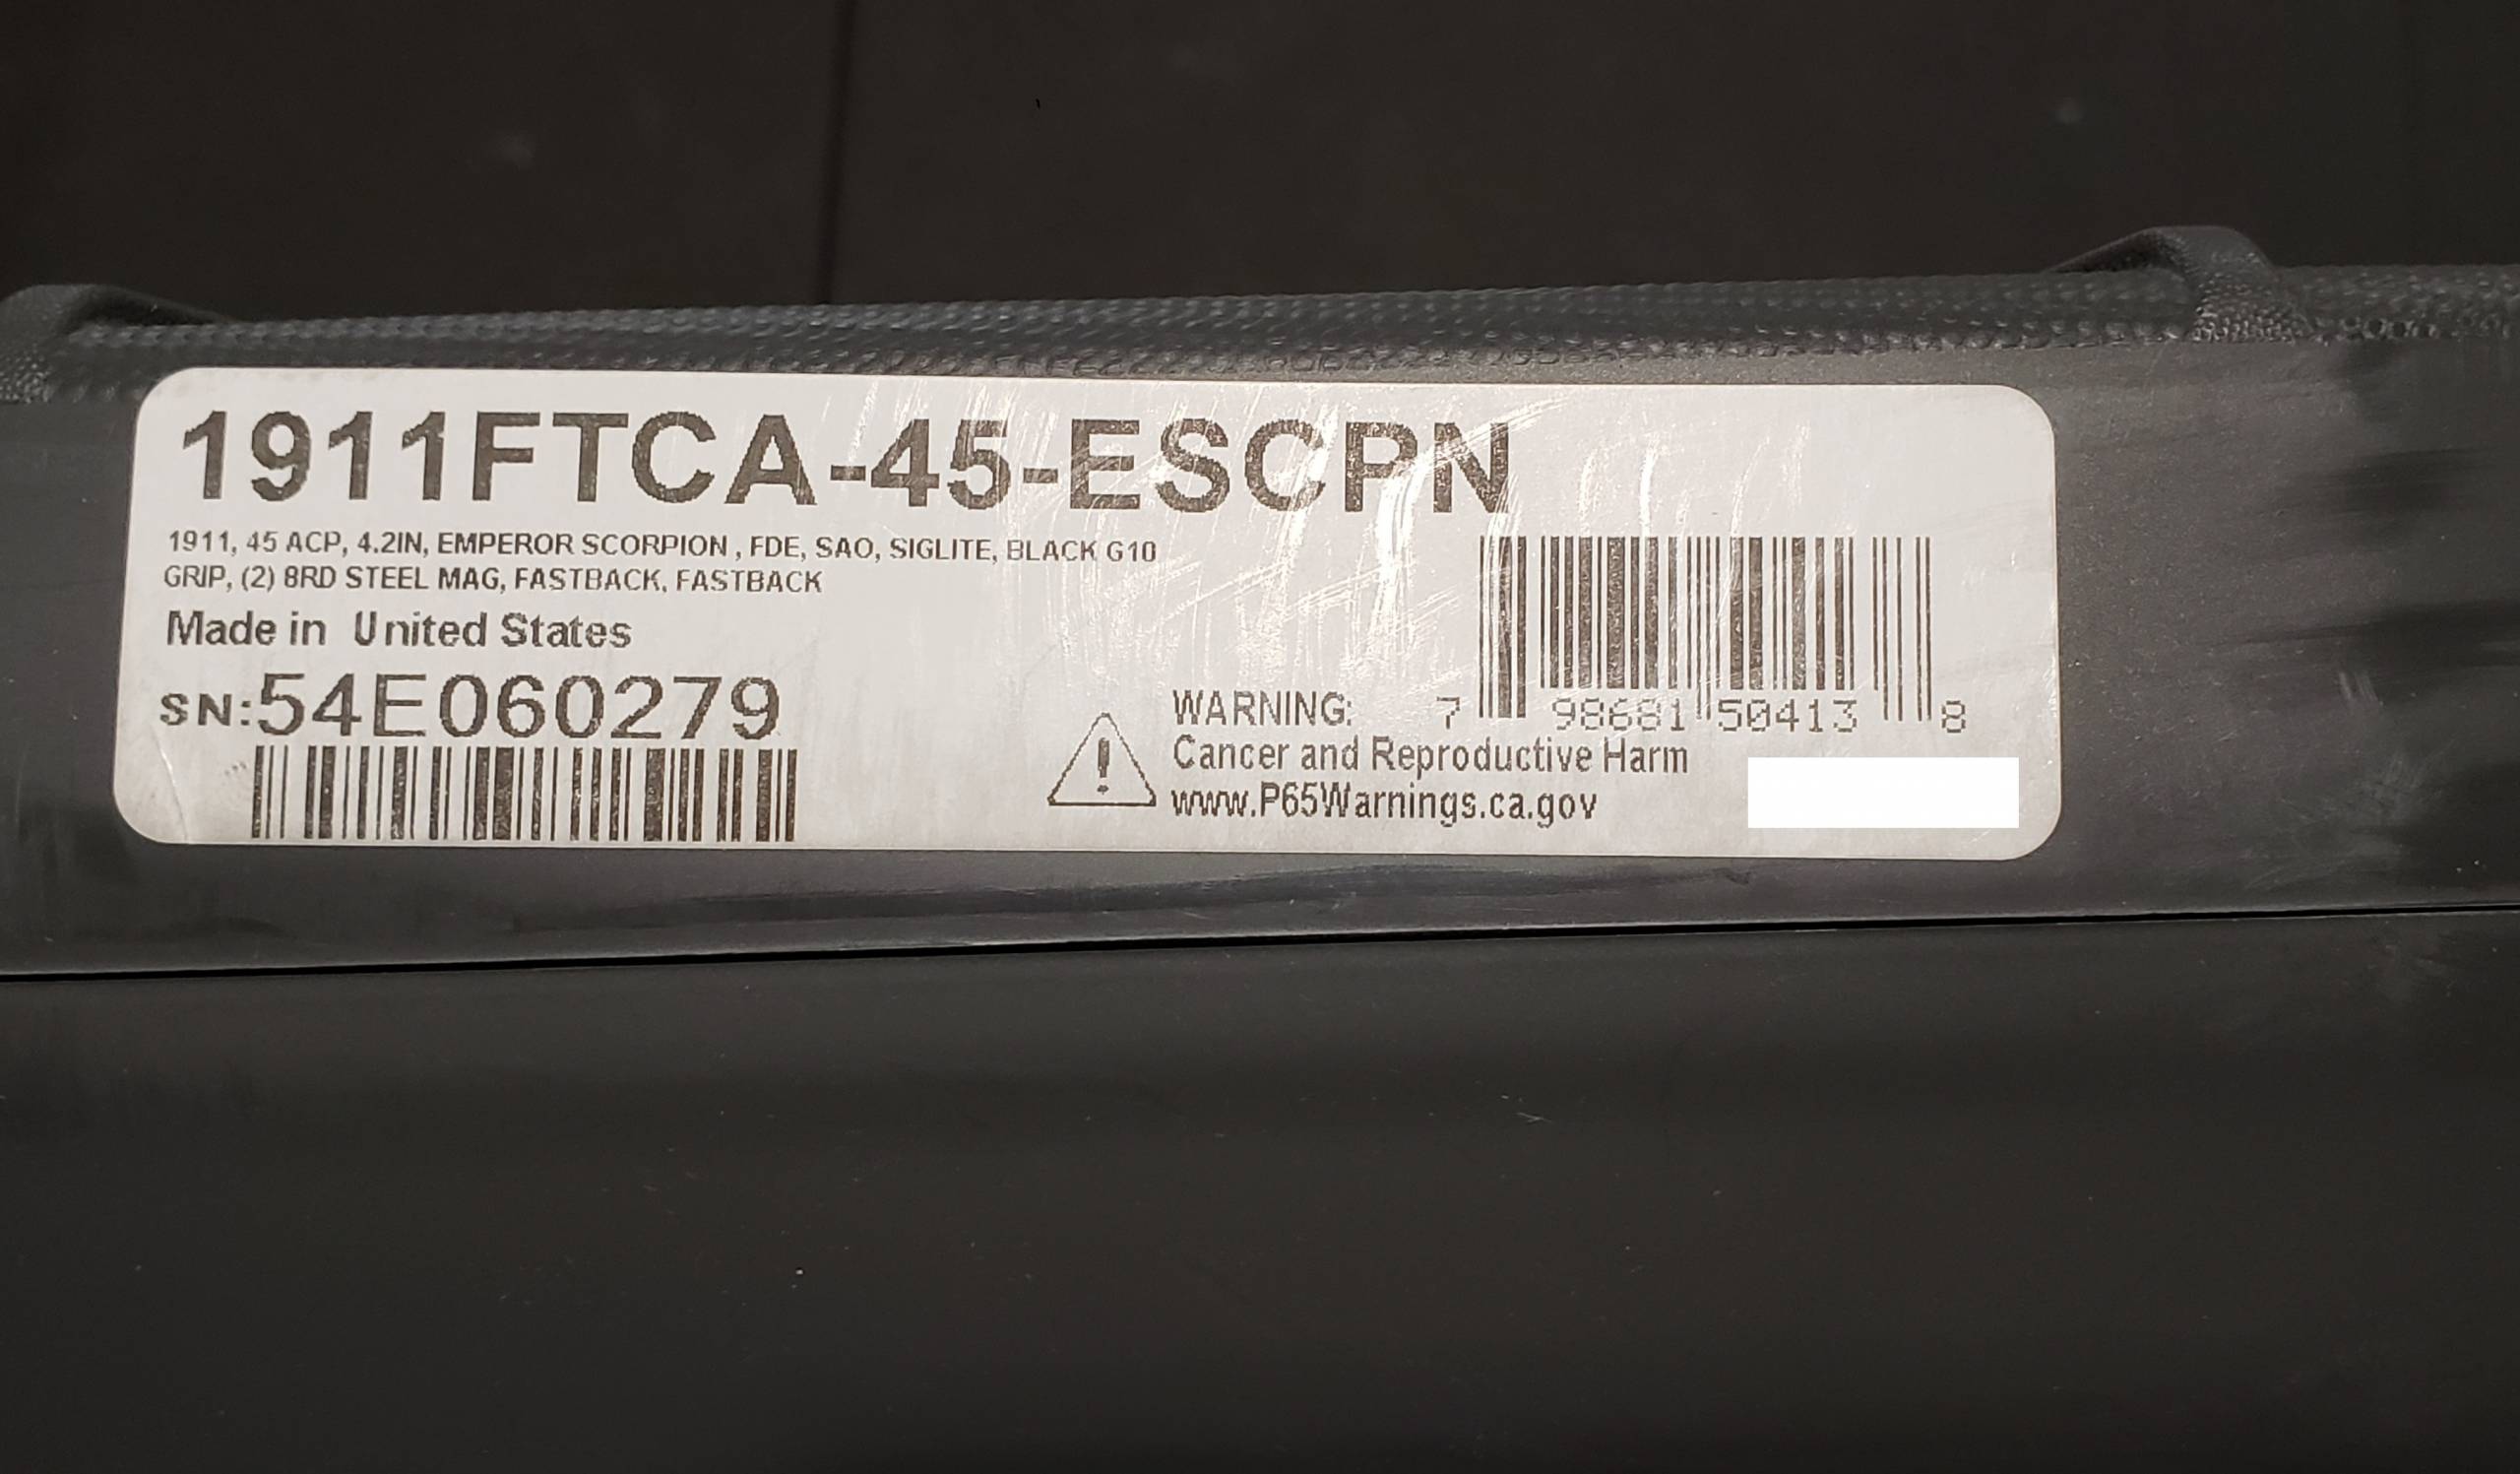 1911FTCA-45-ESCPN
1911, 45 ACP, 4.2IN, EMPEROR SCORPION , FDE, SAO, SIGLITE, BLACK G10
GRIP, (2) 8RD STEEL MAG, FASTBACK, FASTBACK
Made in United States
SN:54E060279
7 98681 50413 8
WARNING:
Cancer and Reproductive Harm
www.P65Warnings.ca.gov